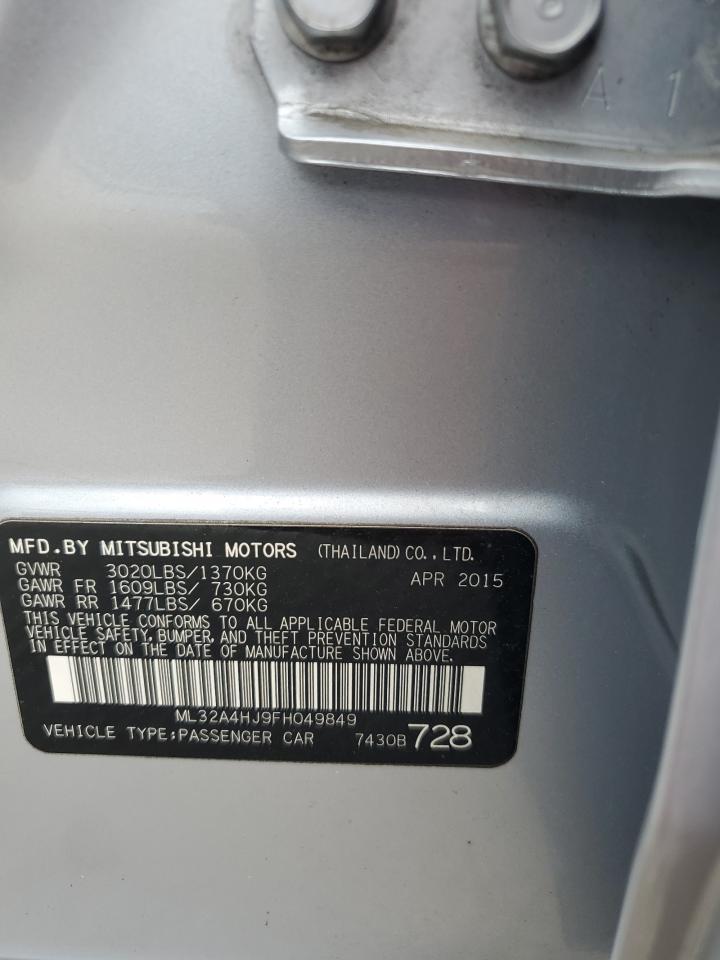 A 1
MFD.BY MITSUBISHI MOTORS (THAILAND) CO., LTD.
GVWR 3020LBS/1370KG APR 2015
GAWR FR 1609LBS/ 730KG
GAWR RR 1477LBS/ 670KG
THIS VEHICLE CONFORMS TO ALL APPLICABLE FEDERAL MOTOR
VEHICLE SAFETY, BUMPER, AND THEFT PREVENTION STANDARDS
IN EFFECT ON THE DATE OF MANUFACTURE SHOWN ABOVE.
ML32A4HJ9FH049849
VEHICLE TYPE:PASSENGER CAR 7430B 728